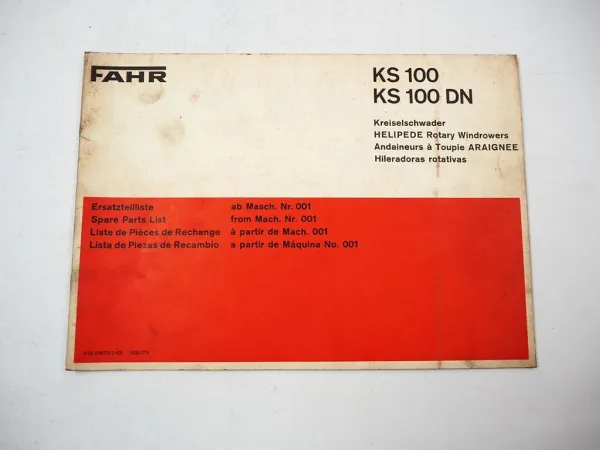 FAHR
KS 100
KS 100 DN
Kreiselschwader
HELIPEDE Rotary Windrowers
Andaineurs à Toupie ARAIGNEE
Hileradoras rotativas
Ersatzteilliste ab Masch. Nr. 001
Spare Parts List from Mach. Nr. 001
Liste de Pièces de Rechange à partir de Mach. 001
Lista de Piezas de Recambio a partir de Máquina No. 001